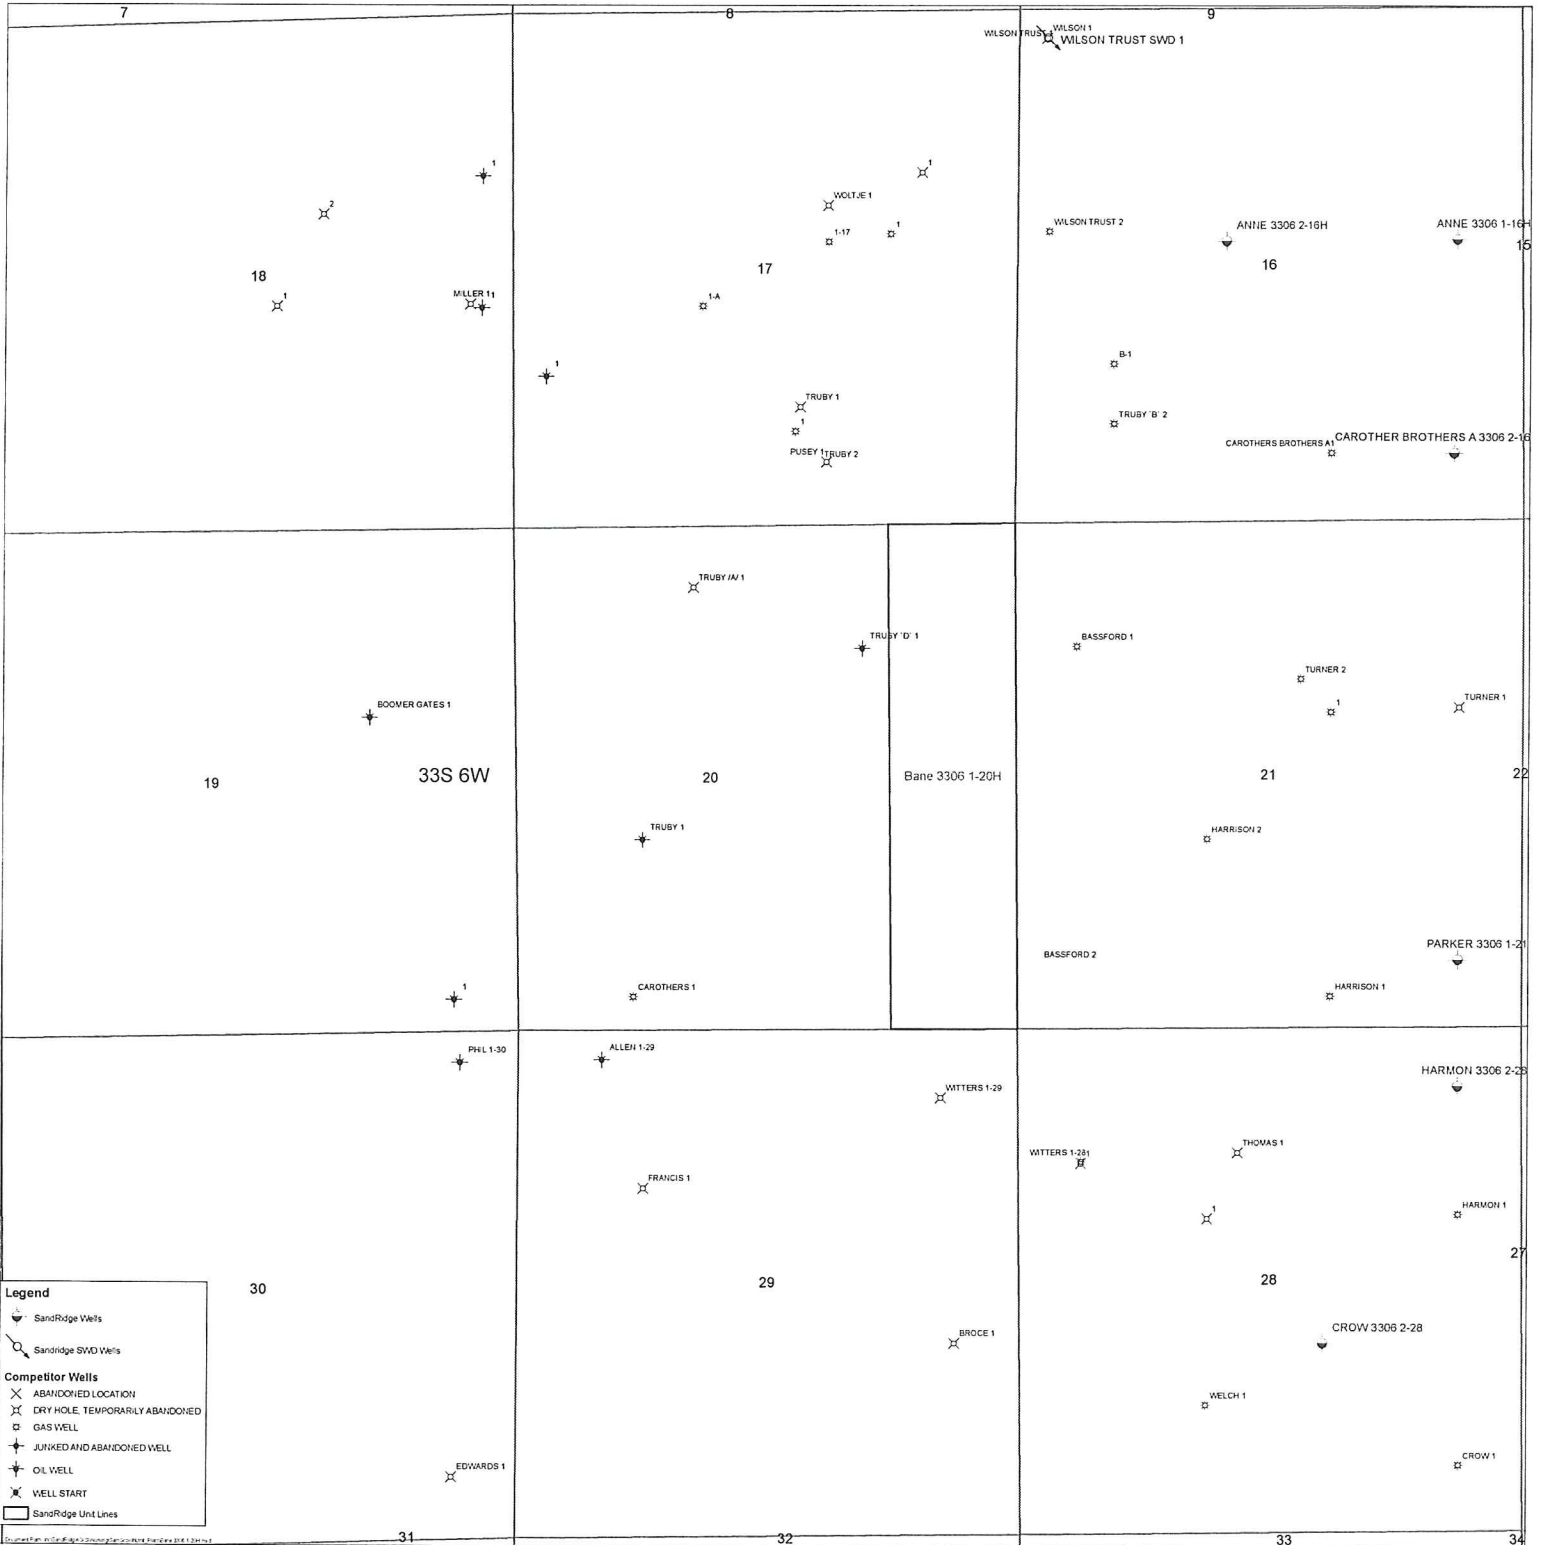 7
8
9
WILSON 1
WILSON TRUST
WILSON TRUST SWD 1
1
1
2
WOLTJE 1
1
1-17
WILSON TRUST 2
ANNE 3306 2-16H
ANNE 3306 1-16H
15
18
17
16
1
MILLER 1
1
1-A
1
B-1
TRUBY 1
1
TRUBY `B` 2
PUSEY 1
TRUBY 2
CAROTHERS BROTHERS A1
CAROTHER BROTHERS A 3306 2-16
TRUBY /A/ 1
TRUBY `D` 1
BASSFORD 1
TURNER 2
BOOMER GATES 1
1
TURNER 1
19
33S 6W
20
Bane 3306 1-20H
21
22
TRUBY 1
HARRISON 2
BASSFORD 2
PARKER 3306 1-21
1
CAROTHERS 1
HARRISON 1
PHIL 1-30
ALLEN 1-29
WITTERS 1-29
HARMON 3306 2-28
THOMAS 1
WITTERS 1-281
FRANCIS 1
1
HARMON 1
27
30
29
28
BROCE 1
CROW 3306 2-28
WELCH 1
EDWARDS 1
CROW 1
Legend
SandRidge Wells
Sandridge SWD Wells
Competitor Wells
ABANDONED LOCATION
DRY HOLE, TEMPORARILY ABANDONED
GAS WELL
JUNKED AND ABANDONED WELL
OIL WELL
WELL START
SandRidge Unit Lines
31
32
33
34